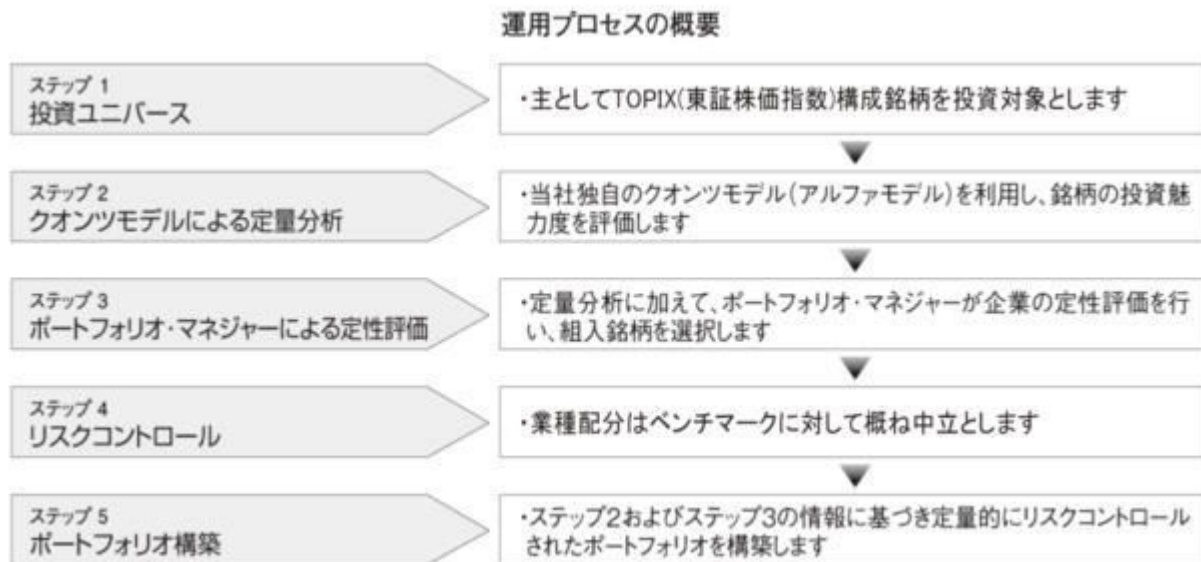 運用プロセスの概要
ステップ 1
投資ユニバース
・主としてTOPIX(東証株価指数)構成銘柄を投資対象とします
ステップ 2
クオンツモデルによる定量分析
・当社独自のクオンツモデル(アルファモデル)を利用し、銘柄の投資魅
力度を評価します
ステップ 3
ポートフォリオ・マネジャーによる定性評価
・定量分析に加えて、ポートフォリオ・マネジャーが企業の定性評価を行
い、組入銘柄を選択します
ステップ 4
リスクコントロール
・業種配分はベンチマークに対して概ね中立とします
ステップ 5
ポートフォリオ構築
・ステップ2およびステップ3の情報に基づき定量的にリスクコントロール
されたポートフォリオを構築します